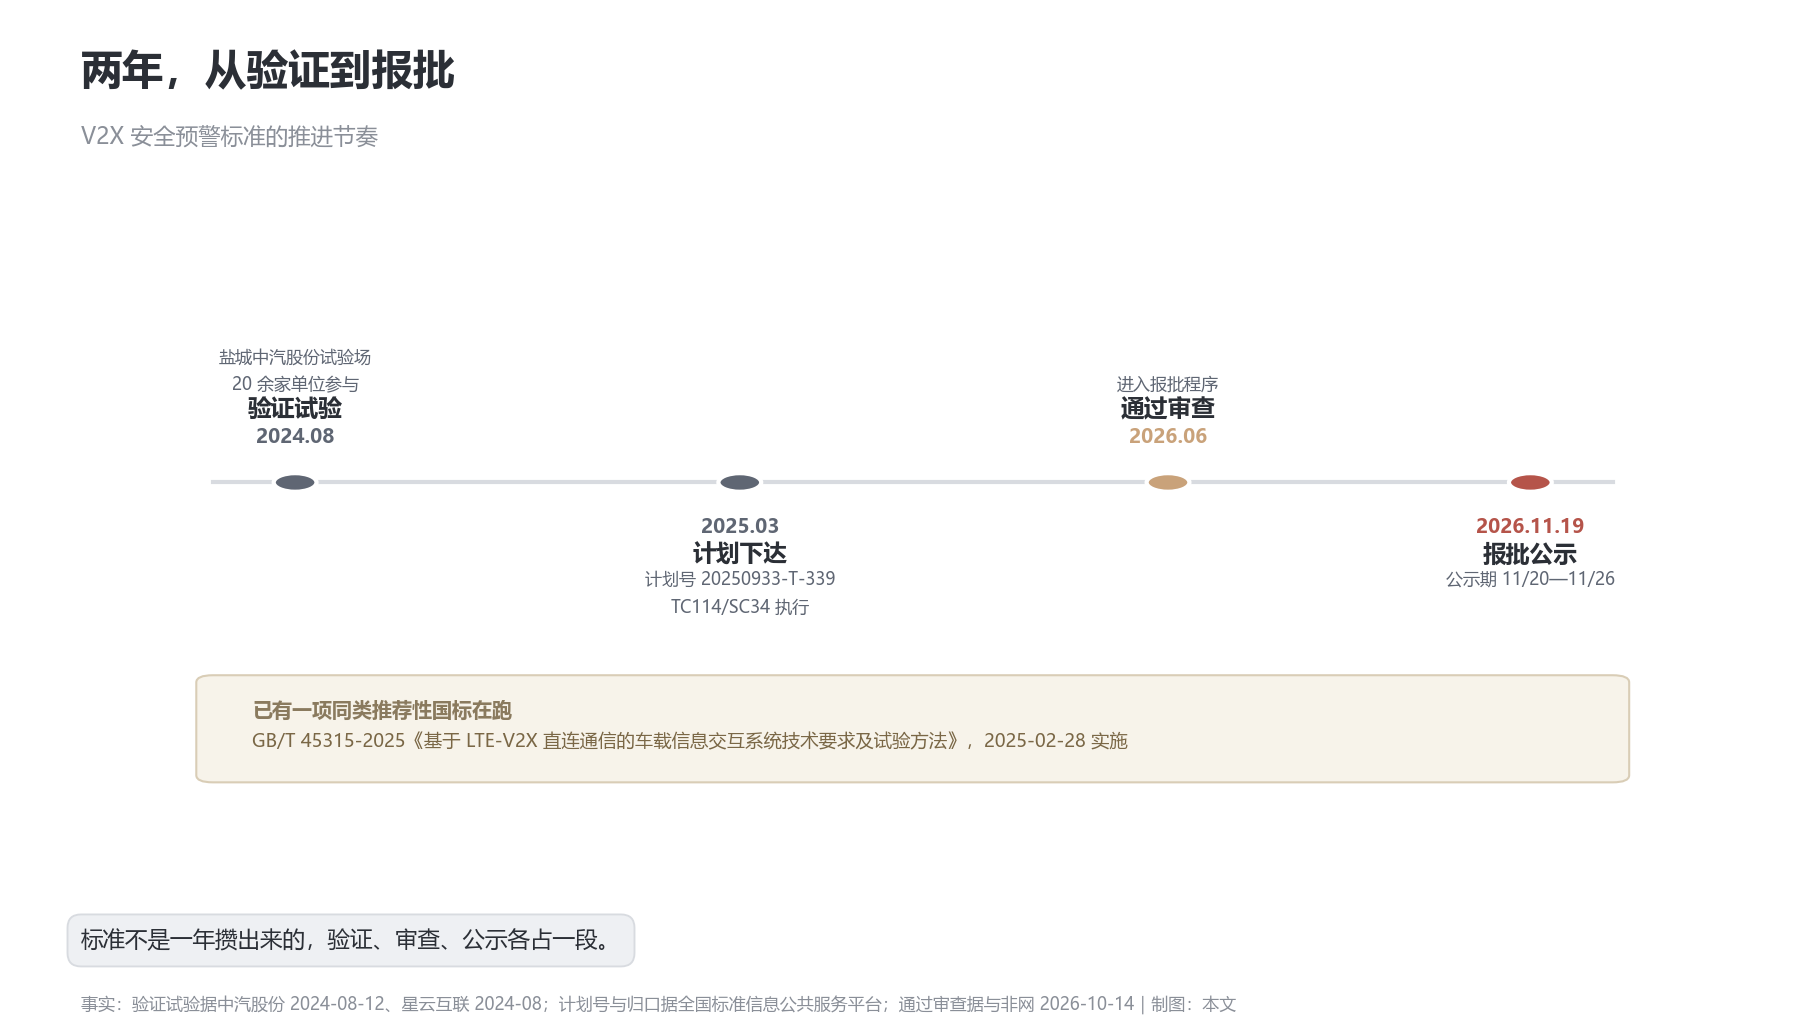 两年，从验证到报批
V2X 安全预警标准的推进节奏
盐城中汽股份试验场
20 余家单位参与
验证试验
2024.08
2025.03
计划下达
计划号 20250933-T-339
TC114/SC34 执行
进入报批程序
通过审查
2026.06
2026.11.19
报批公示
公示期 11/20—11/26
已有一项同类推荐性国标在跑
GB/T 45315-2025《基于 LTE-V2X 直连通信的车载信息交互系统技术要求及试验方法》，2025-02-28 实施
标准不是一年攒出来的，验证、审查、公示各占一段。
事实：验证试验据中汽股份 2024-08-12、星云互联 2024-08；计划号与归口据全国标准信息公共服务平台；通过审查据与非网 2026-10-14 | 制图：本文